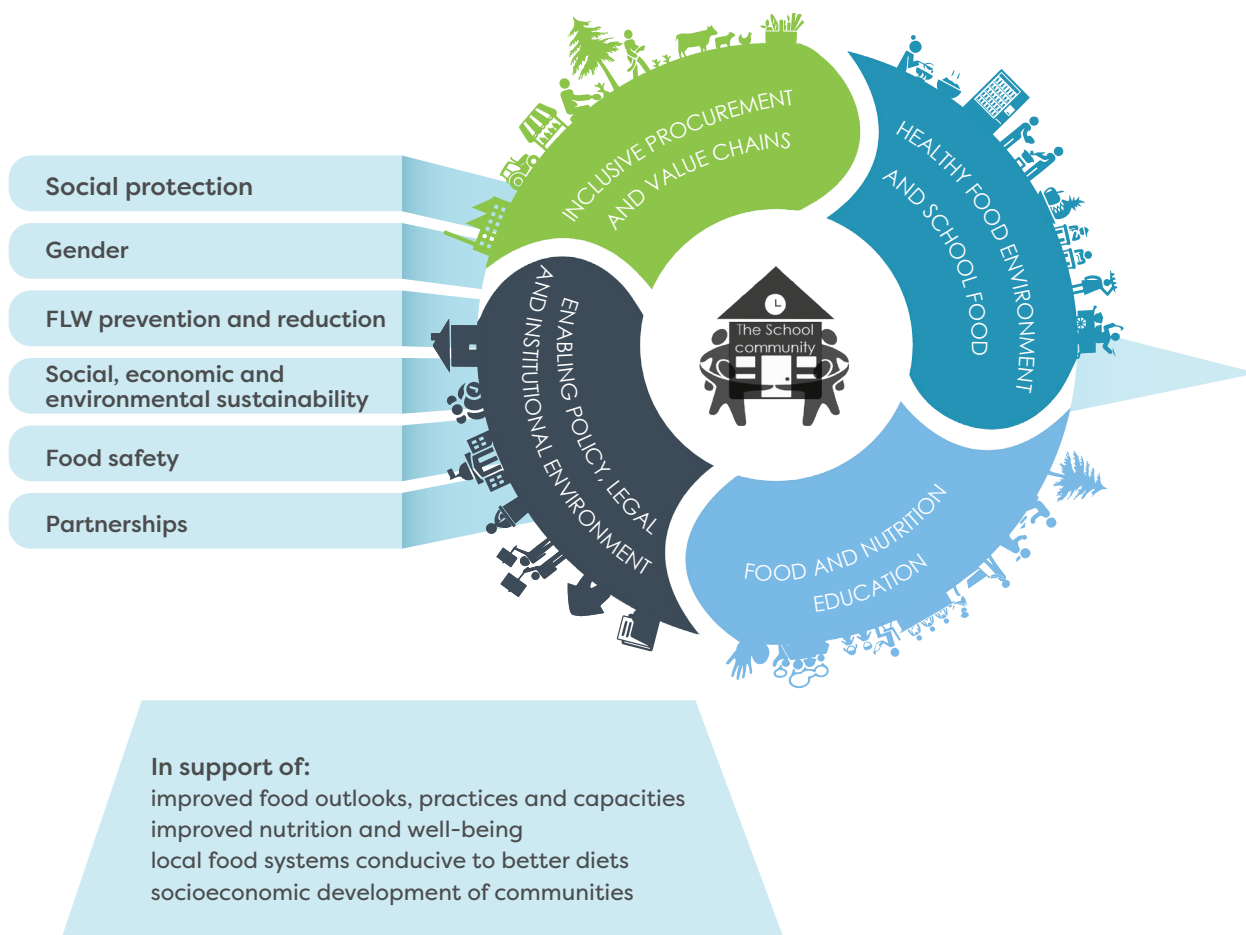 INCLUSIVE PROCUREMENT
AND VALUE CHAINS
HEALTHY FOOD ENVIRONMENT
AND SCHOOL FOOD
Social protection
Gender
FLW prevention and reduction
Social, economic and
environmental sustainability
Food safety
Partnerships
ENABLING POLICY, LEGAL
AND INSTITUTIONAL ENVIRONMENT
The School
community
FOOD AND NUTRITION
EDUCATION
In support of:
improved food outlooks, practices and capacities
improved nutrition and well-being
local food systems conducive to better diets
socioeconomic development of communities